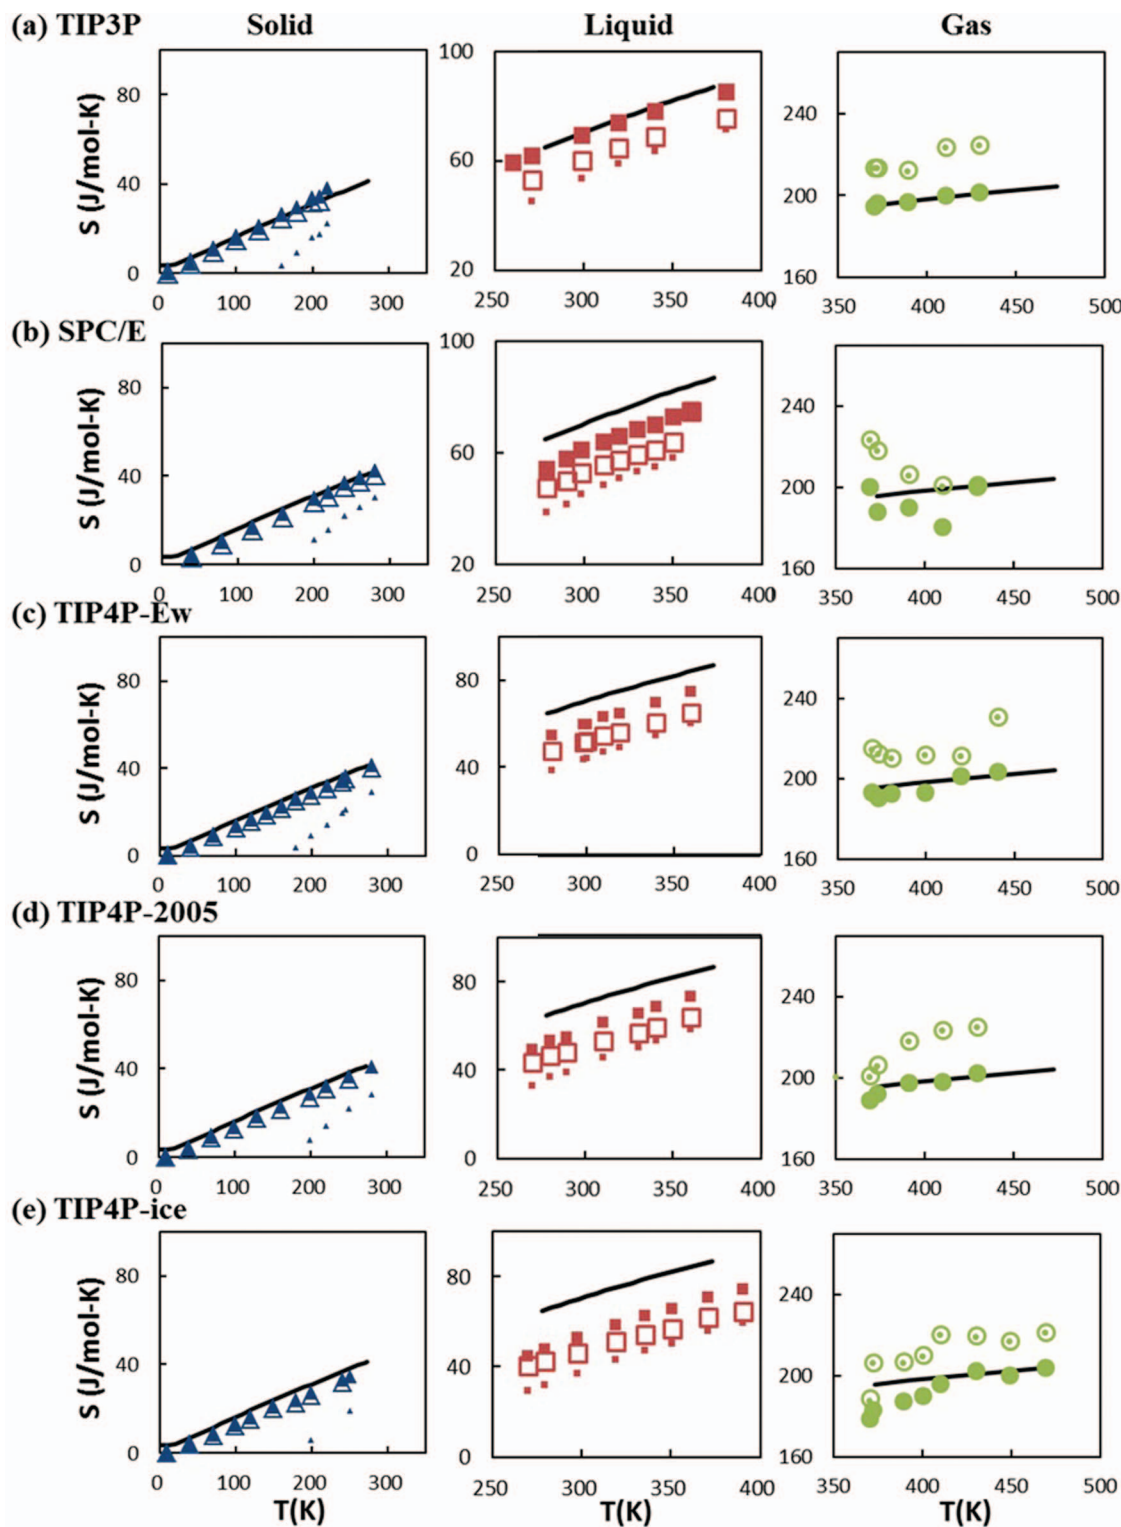 (a) TIP3P Solid Liquid Gas
S (J/mol-K)
80
40
0
0 100 200 300
100
60
20
250 300 350 400
240
200
160
350 400 450 500
(b) SPC/E
S (J/mol-K)
80
40
0
0 100 200 300
100
60
20
250 300 350 400
240
200
160
350 400 450 500
(c) TIP4P-Ew
S (J/mol-K)
80
40
0
0 100 200 300
80
40
0
250 300 350 400
240
200
160
350 400 450 500
(d) TIP4P-2005
S (J/mol-K)
80
40
0
0 100 200 300
80
40
0
250 300 350 400
240
200
160
350 400 450 500
(e) TIP4P-ice
S (J/mol-K)
80
40
0
0 100 200 300
T(K)
80
40
0
250 300 350 400
T(K)
240
200
160
350 400 450 500
T(K)